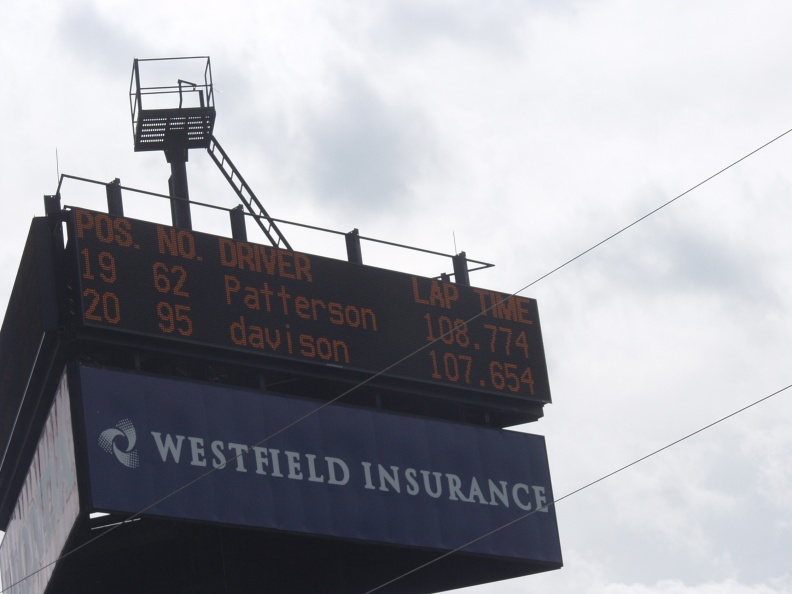 POS. NO. DRIVER LAP TIME
19 62 Patterson 108.774
20 95 davison 107.654
WESTFIELD INSURANCE